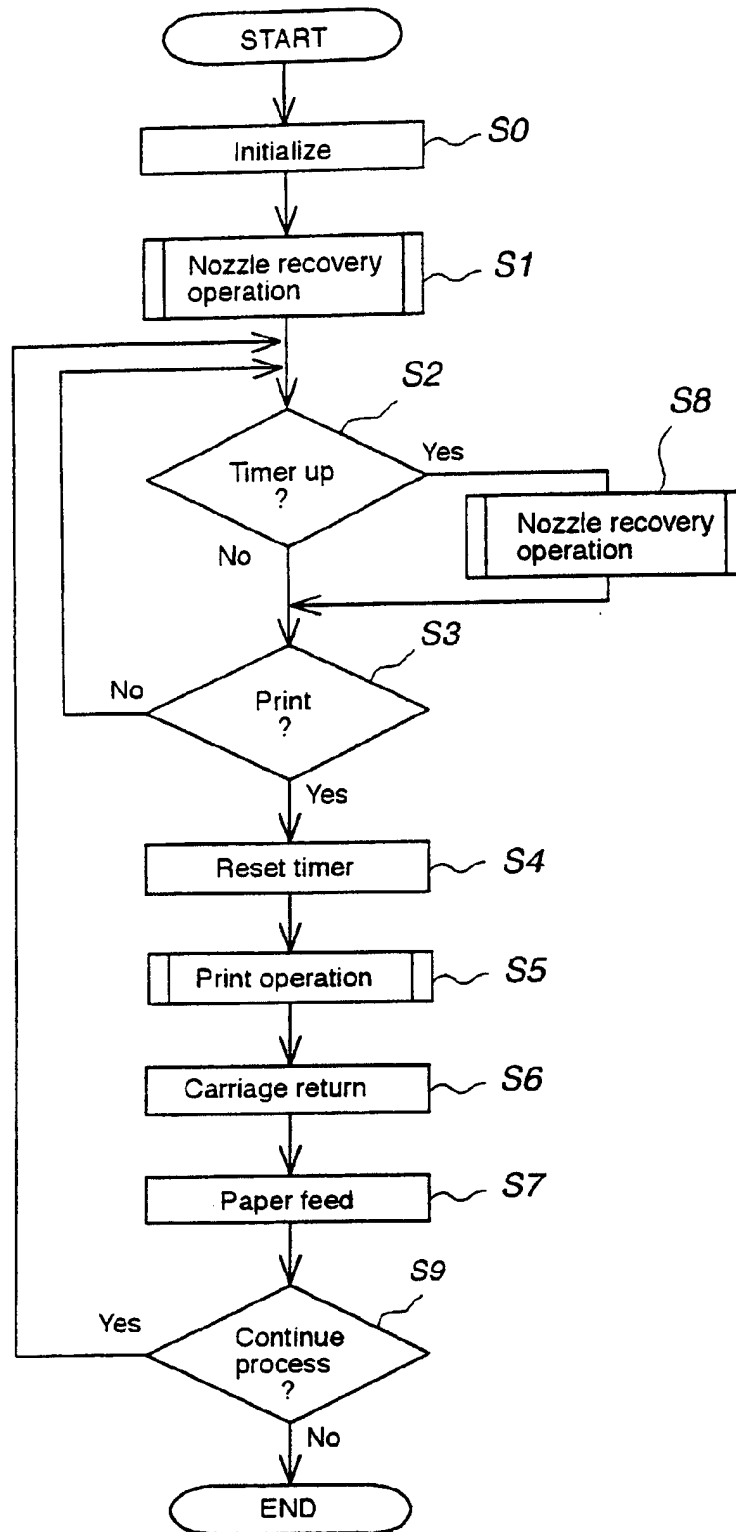 START
Initialize
S0
Nozzle recovery
operation
S1
S2
Timer up
?
Yes
S8
Nozzle recovery
operation
No
S3
Print
?
No
Yes
Reset timer
S4
Print operation
S5
Carriage return
S6
Paper feed
S7
S9
Continue
process
?
Yes
No
END